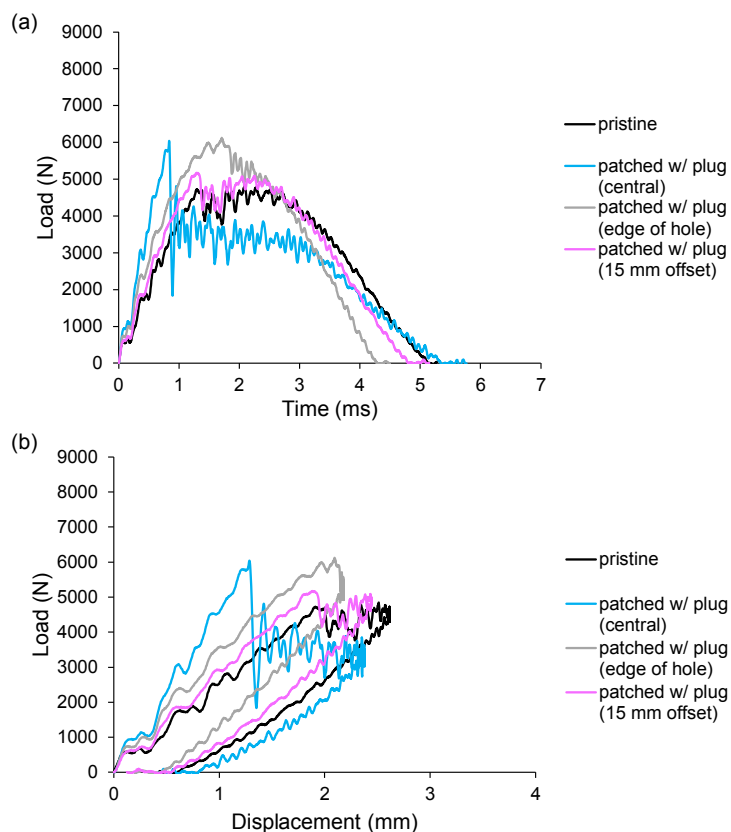 (a)
9000
8000
7000
6000
5000
4000
3000
2000
1000
0
Load (N)
0 1 2 3 4 5 6 7
Time (ms)
pristine
patched w/ plug
(central)
patched w/ plug
(edge of hole)
patched w/ plug
(15 mm offset)
(b)
9000
8000
7000
6000
5000
4000
3000
2000
1000
0
Load (N)
0 1 2 3 4
Displacement (mm)
pristine
patched w/ plug
(central)
patched w/ plug
(edge of hole)
patched w/ plug
(15 mm offset)